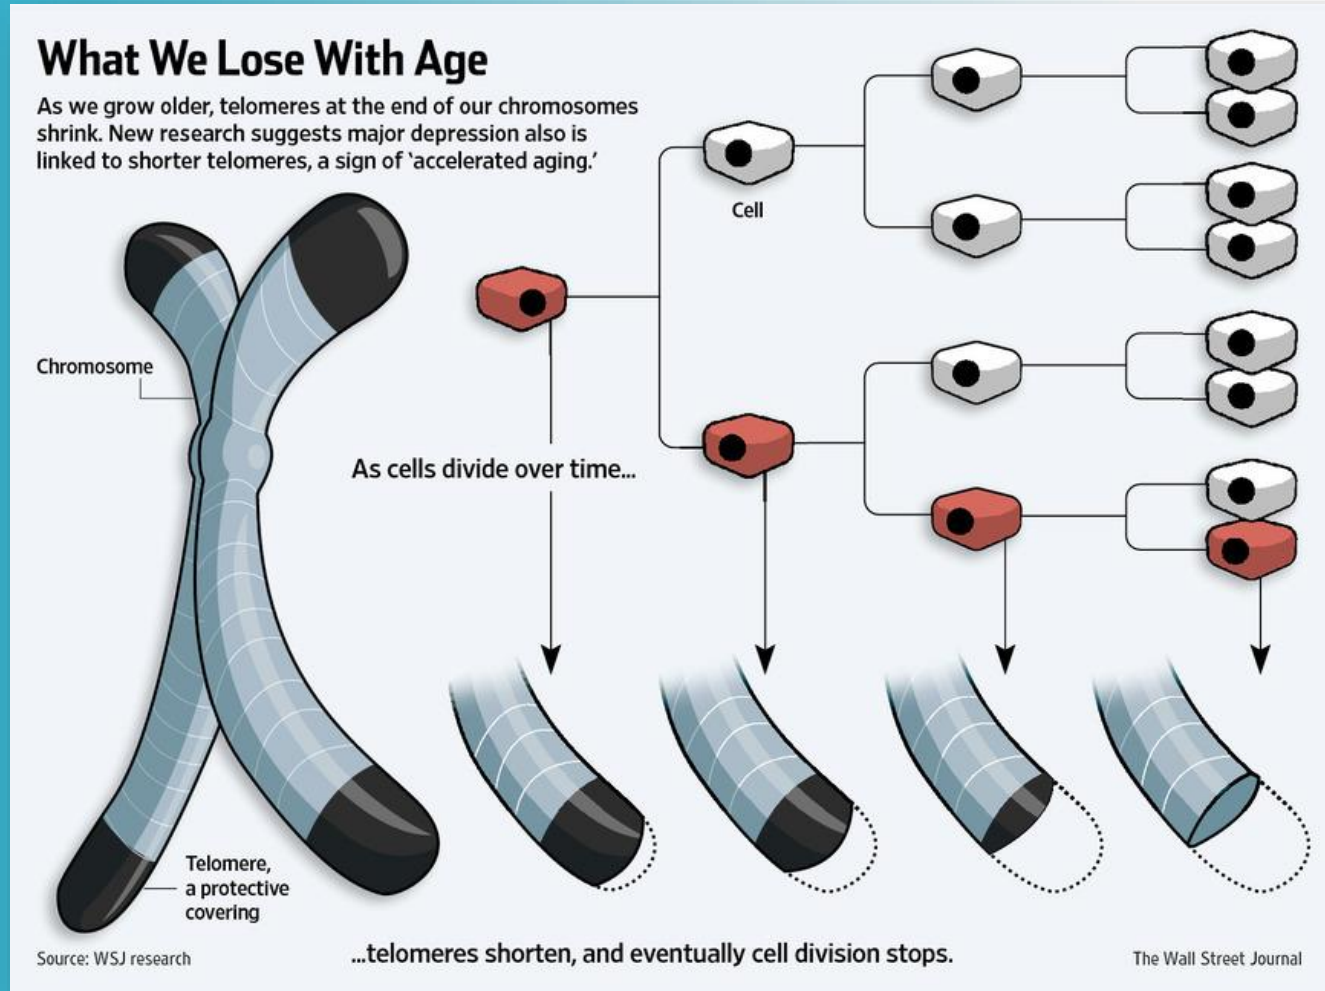 What We Lose With Age
As we grow older, telomeres at the end of our chromosomes
shrink. New research suggests major depression also is
linked to shorter telomeres, a sign of ‘accelerated aging.’
Cell
Chromosome
As cells divide over time...
Telomere,
a protective
covering
...telomeres shorten, and eventually cell division stops.
Source: WSJ research
The Wall Street Journal